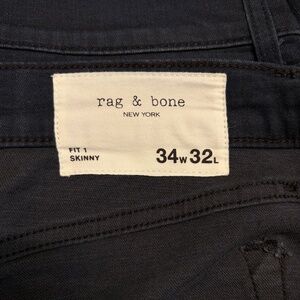 rag & bone
NEW YORK
FIT 1
SKINNY
34W 32L